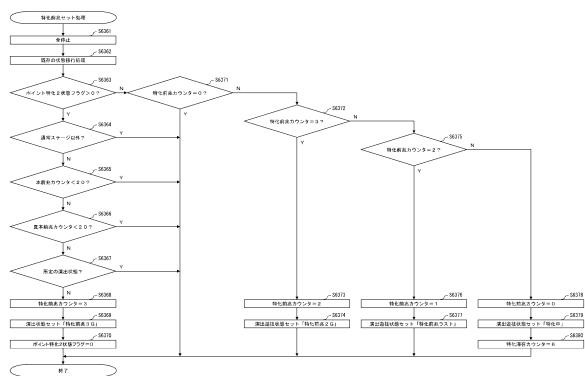 特化前兆セット処理
S6361
全停止
S6362
既存の状態移行処理
S6363
ポイント特化2状態フラグ>0？
N
Y
S6364
通常ステージ以外？
Y
N
S6365
本前兆カウンタ<20？
Y
N
S6366
真本前兆カウンタ<20？
Y
N
S6367
所定の演出状態？
Y
N
S6368
特化前兆カウンター=3
S6369
演出状態セット「特化前兆3G」
S6370
ポイント特化2状態フラグ=0
終了
S6371
特化前兆カウンター=0？
N
Y
S6372
特化前兆カウンター=3？
N
Y
S6373
特化前兆カウンター=2
S6374
演出遊技状態セット「特化前兆2G」
S6375
特化前兆カウンター=2？
N
Y
S6376
特化前兆カウンター=1
S6377
演出遊技状態セット「特化前兆ラスト」
S6378
特化前兆カウンター=0
S6379
演出遊技状態セット「特化中」
S6380
特化滞在カウンター=6